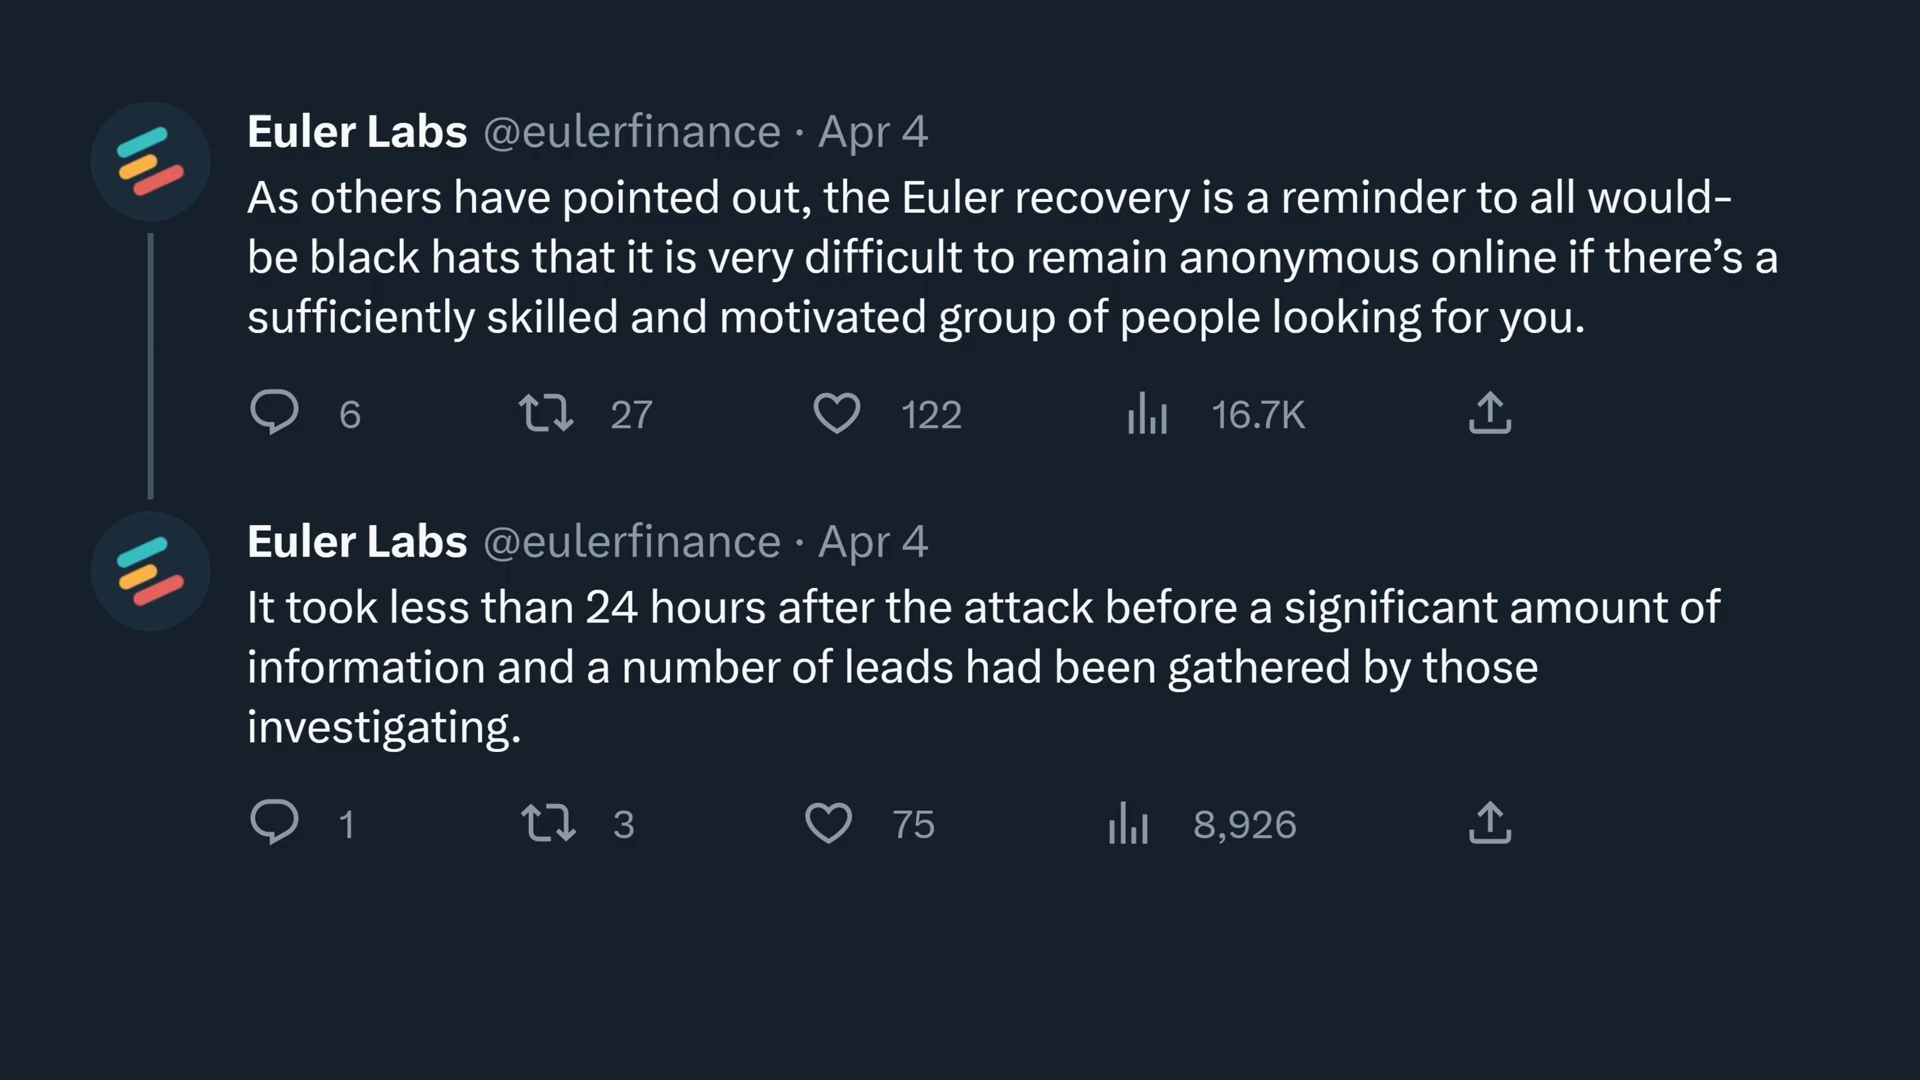 Euler Labs @eulerfinance · Apr 4
As others have pointed out, the Euler recovery is a reminder to all would-
be black hats that it is very difficult to remain anonymous online if there’s a
sufficiently skilled and motivated group of people looking for you.
6 27 122 16.7K
Euler Labs @eulerfinance · Apr 4
It took less than 24 hours after the attack before a significant amount of
information and a number of leads had been gathered by those
investigating.
1 3 75 8,926